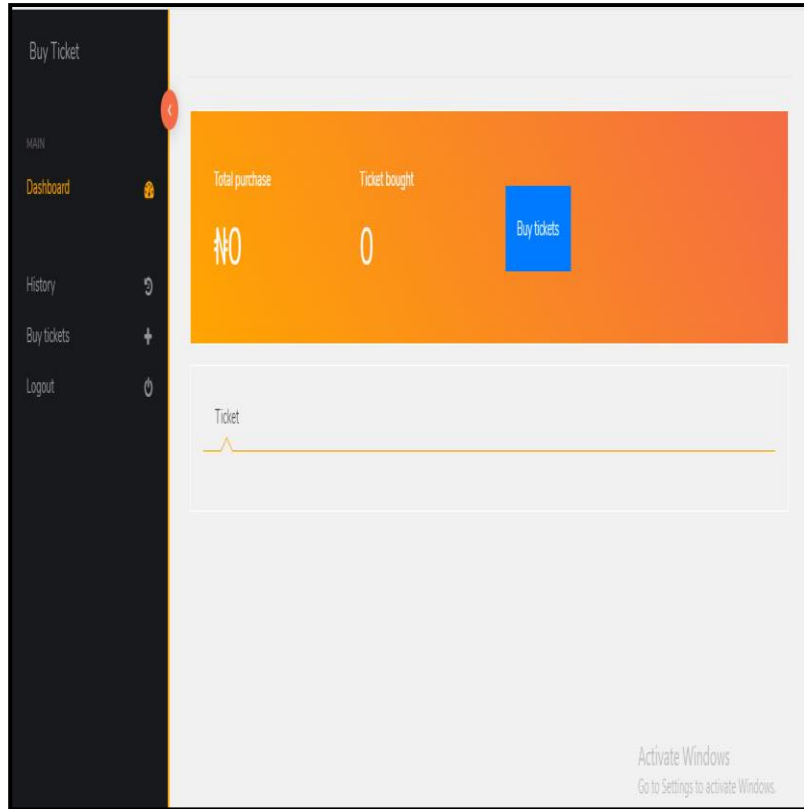 Buy Ticket
MAIN
Dashboard
History
Buy tickets
Logout
Total purchase
₦0
Ticket bought
0
Buy tickets
Ticket
Activate Windows
Go to Settings to activate Windows.